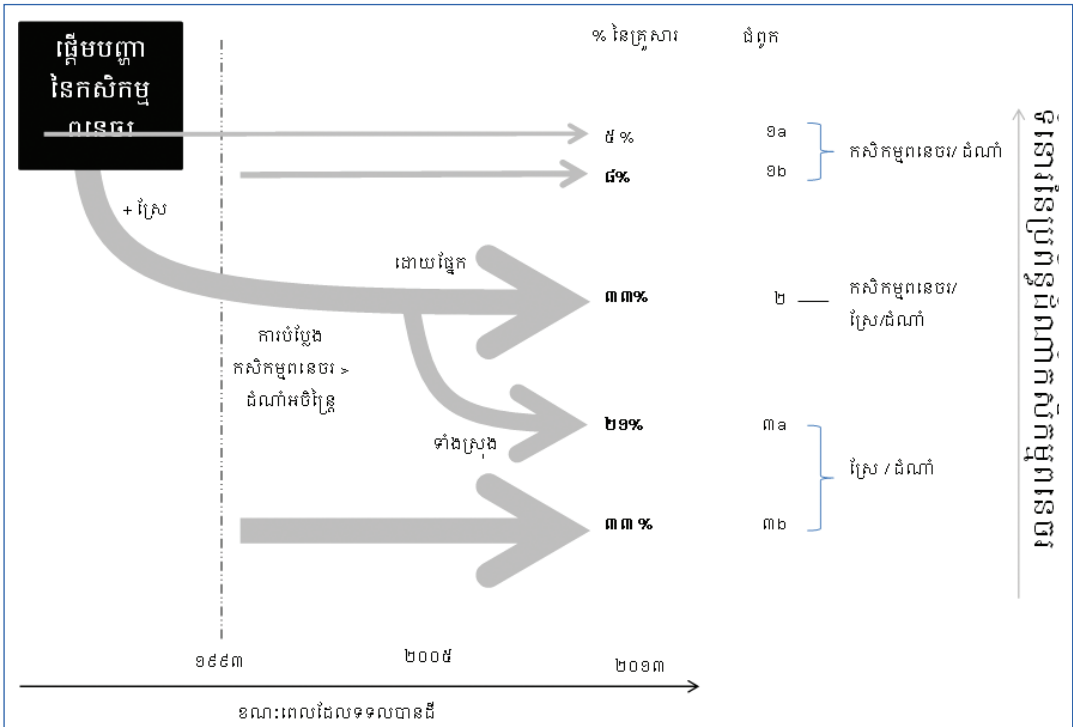 ផ្តើមបញ្ហា
នៃកសិកម្ម
ពនេចរ
% នៃគ្រួសារ
ជំពូក
៥ %
១a
កសិកម្មពនេចរ/ ដំណាំ
៨%
១b
+ ស្រែ
ដោយផ្នែក
៣៣%
២
កសិកម្មពនេចរ/
ស្រែ/ដំណាំ
ការបំប្លែង
កសិកម្មពនេចរ >
ដំណាំអចិន្ត្រៃ
២១%
៣a
ទាំងស្រុង
ស្រែ / ដំណាំ
៣៣ %
៣b
១៩៩៣
២០០៥
២០១៣
ខណៈពេលដែលទទលបានដី